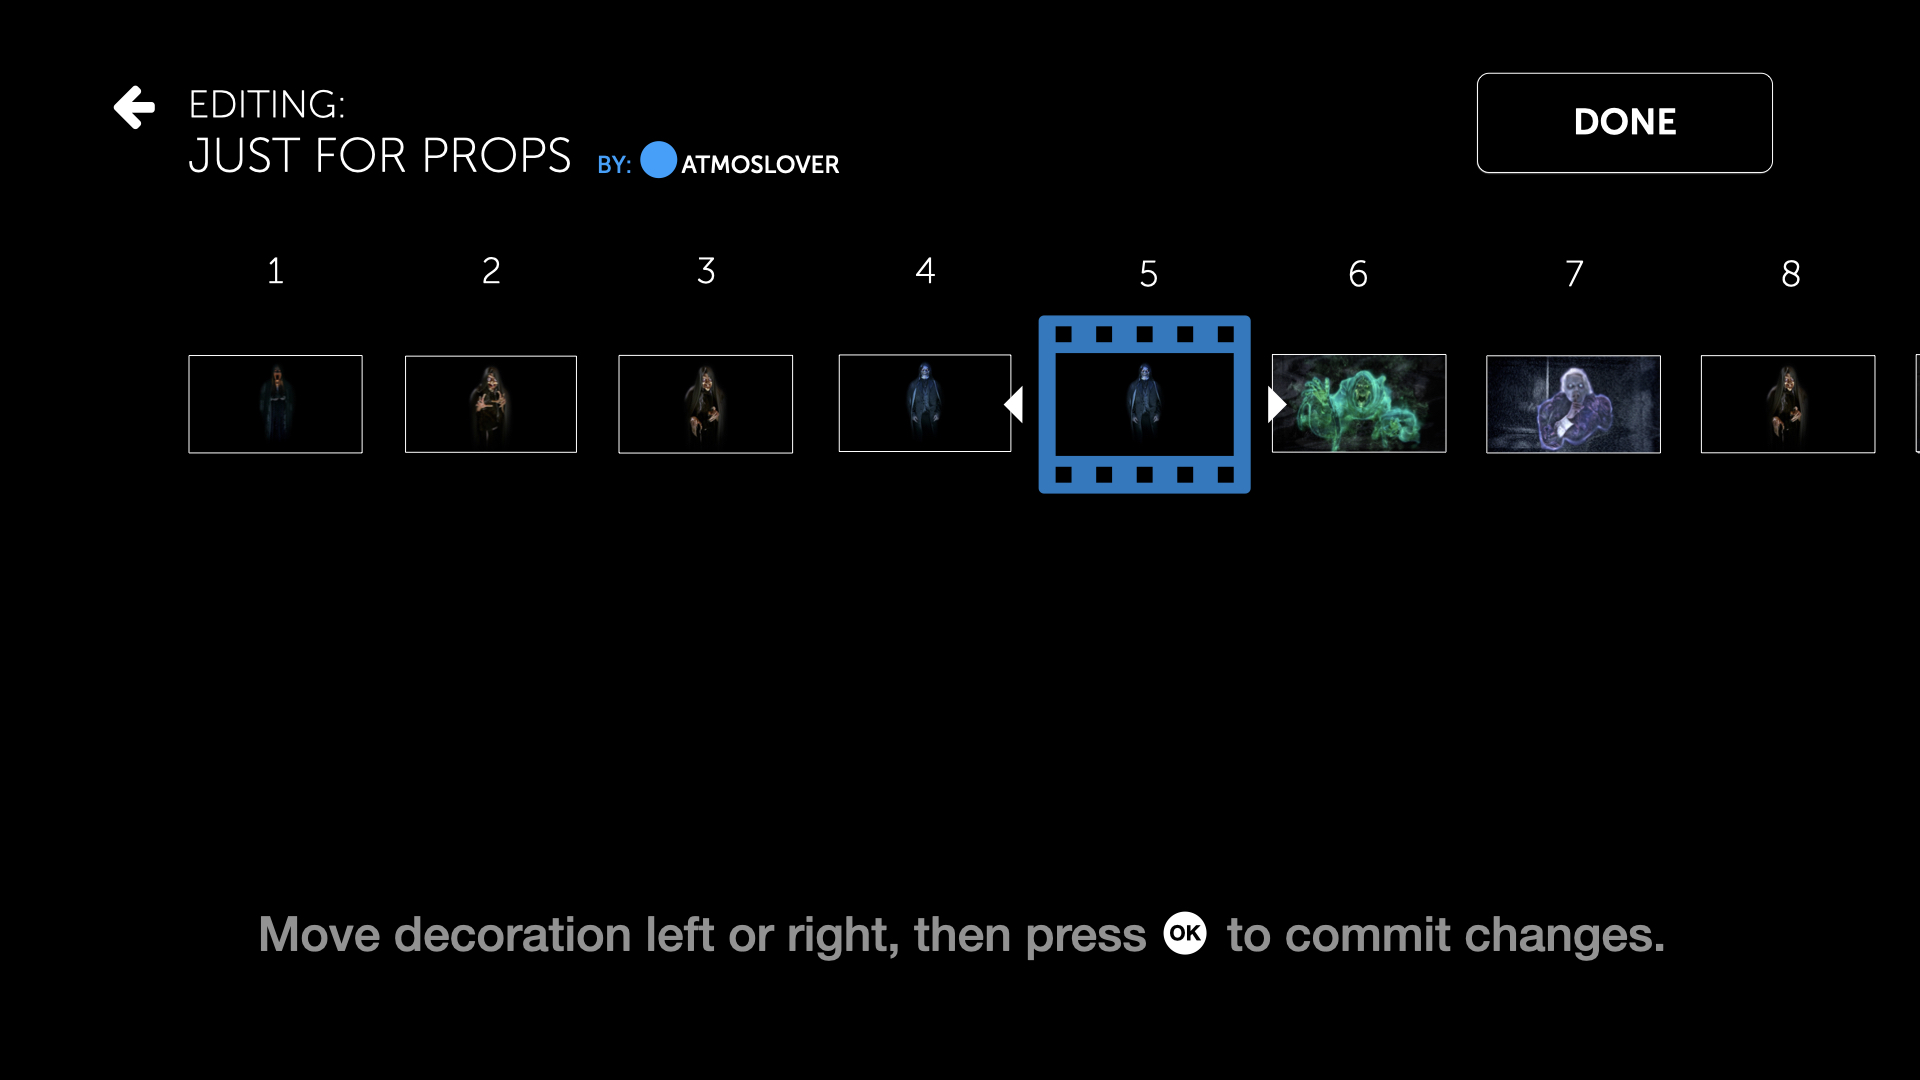 EDITING:
JUST FOR PROPS BY: ATMOSLOVER
DONE
1 2 3 4 5 6 7 8
Move decoration left or right, then press OK to commit changes.